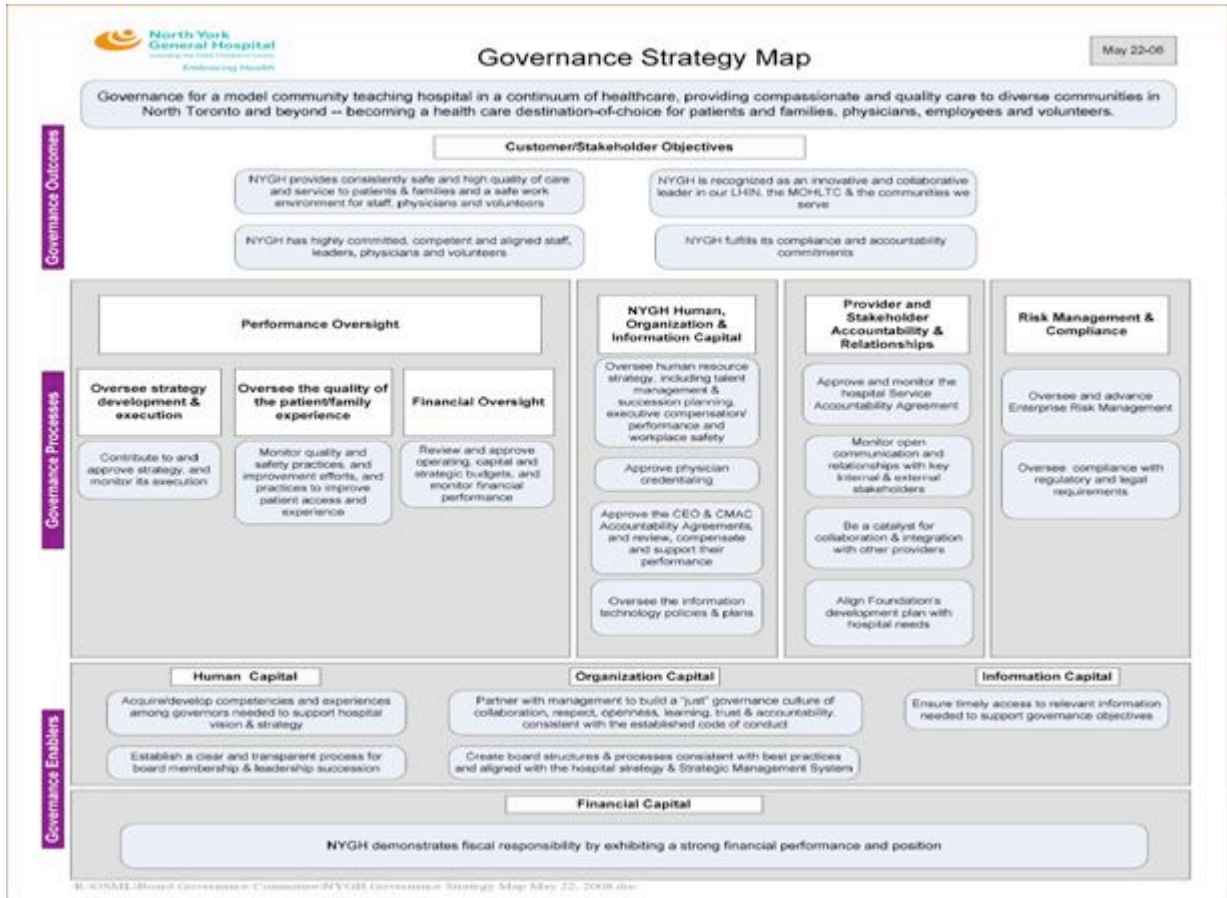 North York
General Hospital
Embracing Health
Governance Strategy Map
May 22-08
Governance for a model community teaching hospital in a continuum of healthcare, providing compassionate and quality care to diverse communities in
North Toronto and beyond -- becoming a health care destination-of-choice for patients and families, physicians, employees and volunteers.
Governance Outcomes
Customer/Stakeholder Objectives
NYGH provides consistently safe and high quality of care
and service to patients & families and a safe work
environment for staff, physicians and volunteers
NYGH is recognized as an innovative and collaborative
leader in our LHIN, the MOHLTC & the communities we
serve
NYGH has highly committed, competent and aligned staff,
leaders, physicians and volunteers
NYGH fulfills its compliance and accountability
commitments
Governance Processes
Performance Oversight
Oversee strategy
development &
execution
Contribute to and
approve strategy, and
monitor its execution
Oversee the quality of
the patient/family
experience
Monitor quality and
safety practices, and
improvement efforts, and
practices to improve
patient access and
experience
Financial Oversight
Review and approve
operating, capital and
strategic budgets, and
monitor financial
performance
NYGH Human,
Organization &
Information Capital
Oversee human resource
strategy, including talent
management &
succession planning,
executive compensation/
performance and
workplace safety
Approve physician
credentialing
Approve the CEO & CMAC
Accountability Agreements,
and review, compensate
and support their
performance
Oversee the information
technology policies & plans
Provider and
Stakeholder
Accountability &
Relationships
Approve and monitor the
hospital Service
Accountability Agreement
Monitor open
communication and
relationships with key
internal & external
stakeholders
Be a catalyst for
collaboration & integration
with other providers
Align Foundation's
development plan with
hospital needs
Risk Management &
Compliance
Oversee and advance
Enterprise Risk Management
Oversee compliance with
regulatory and legal
requirements
Governance Enablers
Human Capital
Acquire/develop competencies and experiences
among governors needed to support hospital
vision & strategy
Establish a clear and transparent process for
board membership & leadership succession
Organization Capital
Partner with management to build a "just" governance culture of
collaboration, respect, openness, learning, trust & accountability,
consistent with the established code of conduct
Create board structures & processes consistent with best practices
and aligned with the hospital strategy & Strategic Management System
Information Capital
Ensure timely access to relevant information
needed to support governance objectives
Financial Capital
NYGH demonstrates fiscal responsibility by exhibiting a strong financial performance and position
Board Governance Committee\NYGH Governance Strategy Map May 22, 2008.doc